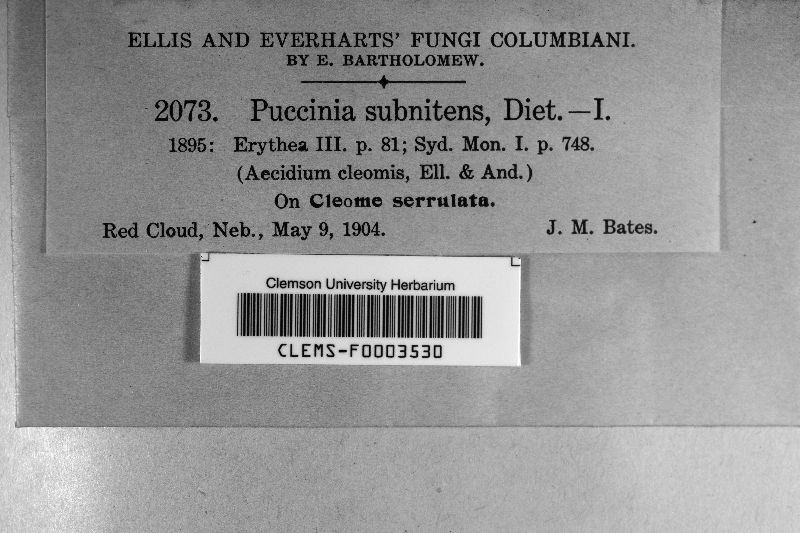 ELLIS AND EVERHARTS' FUNGI COLUMBIANI.
BY E. BARTHOLOMEW.
2073. Puccinia subnitens, Diet.—I.
1895: Erythea III. p. 81; Syd. Mon. I. p. 748.
(Aecidium cleomis, Ell. & And.)
On Cleome serrulata.
Red Cloud, Neb., May 9, 1904. J. M. Bates.
Clemson University Herbarium
CLEMS-F0003530